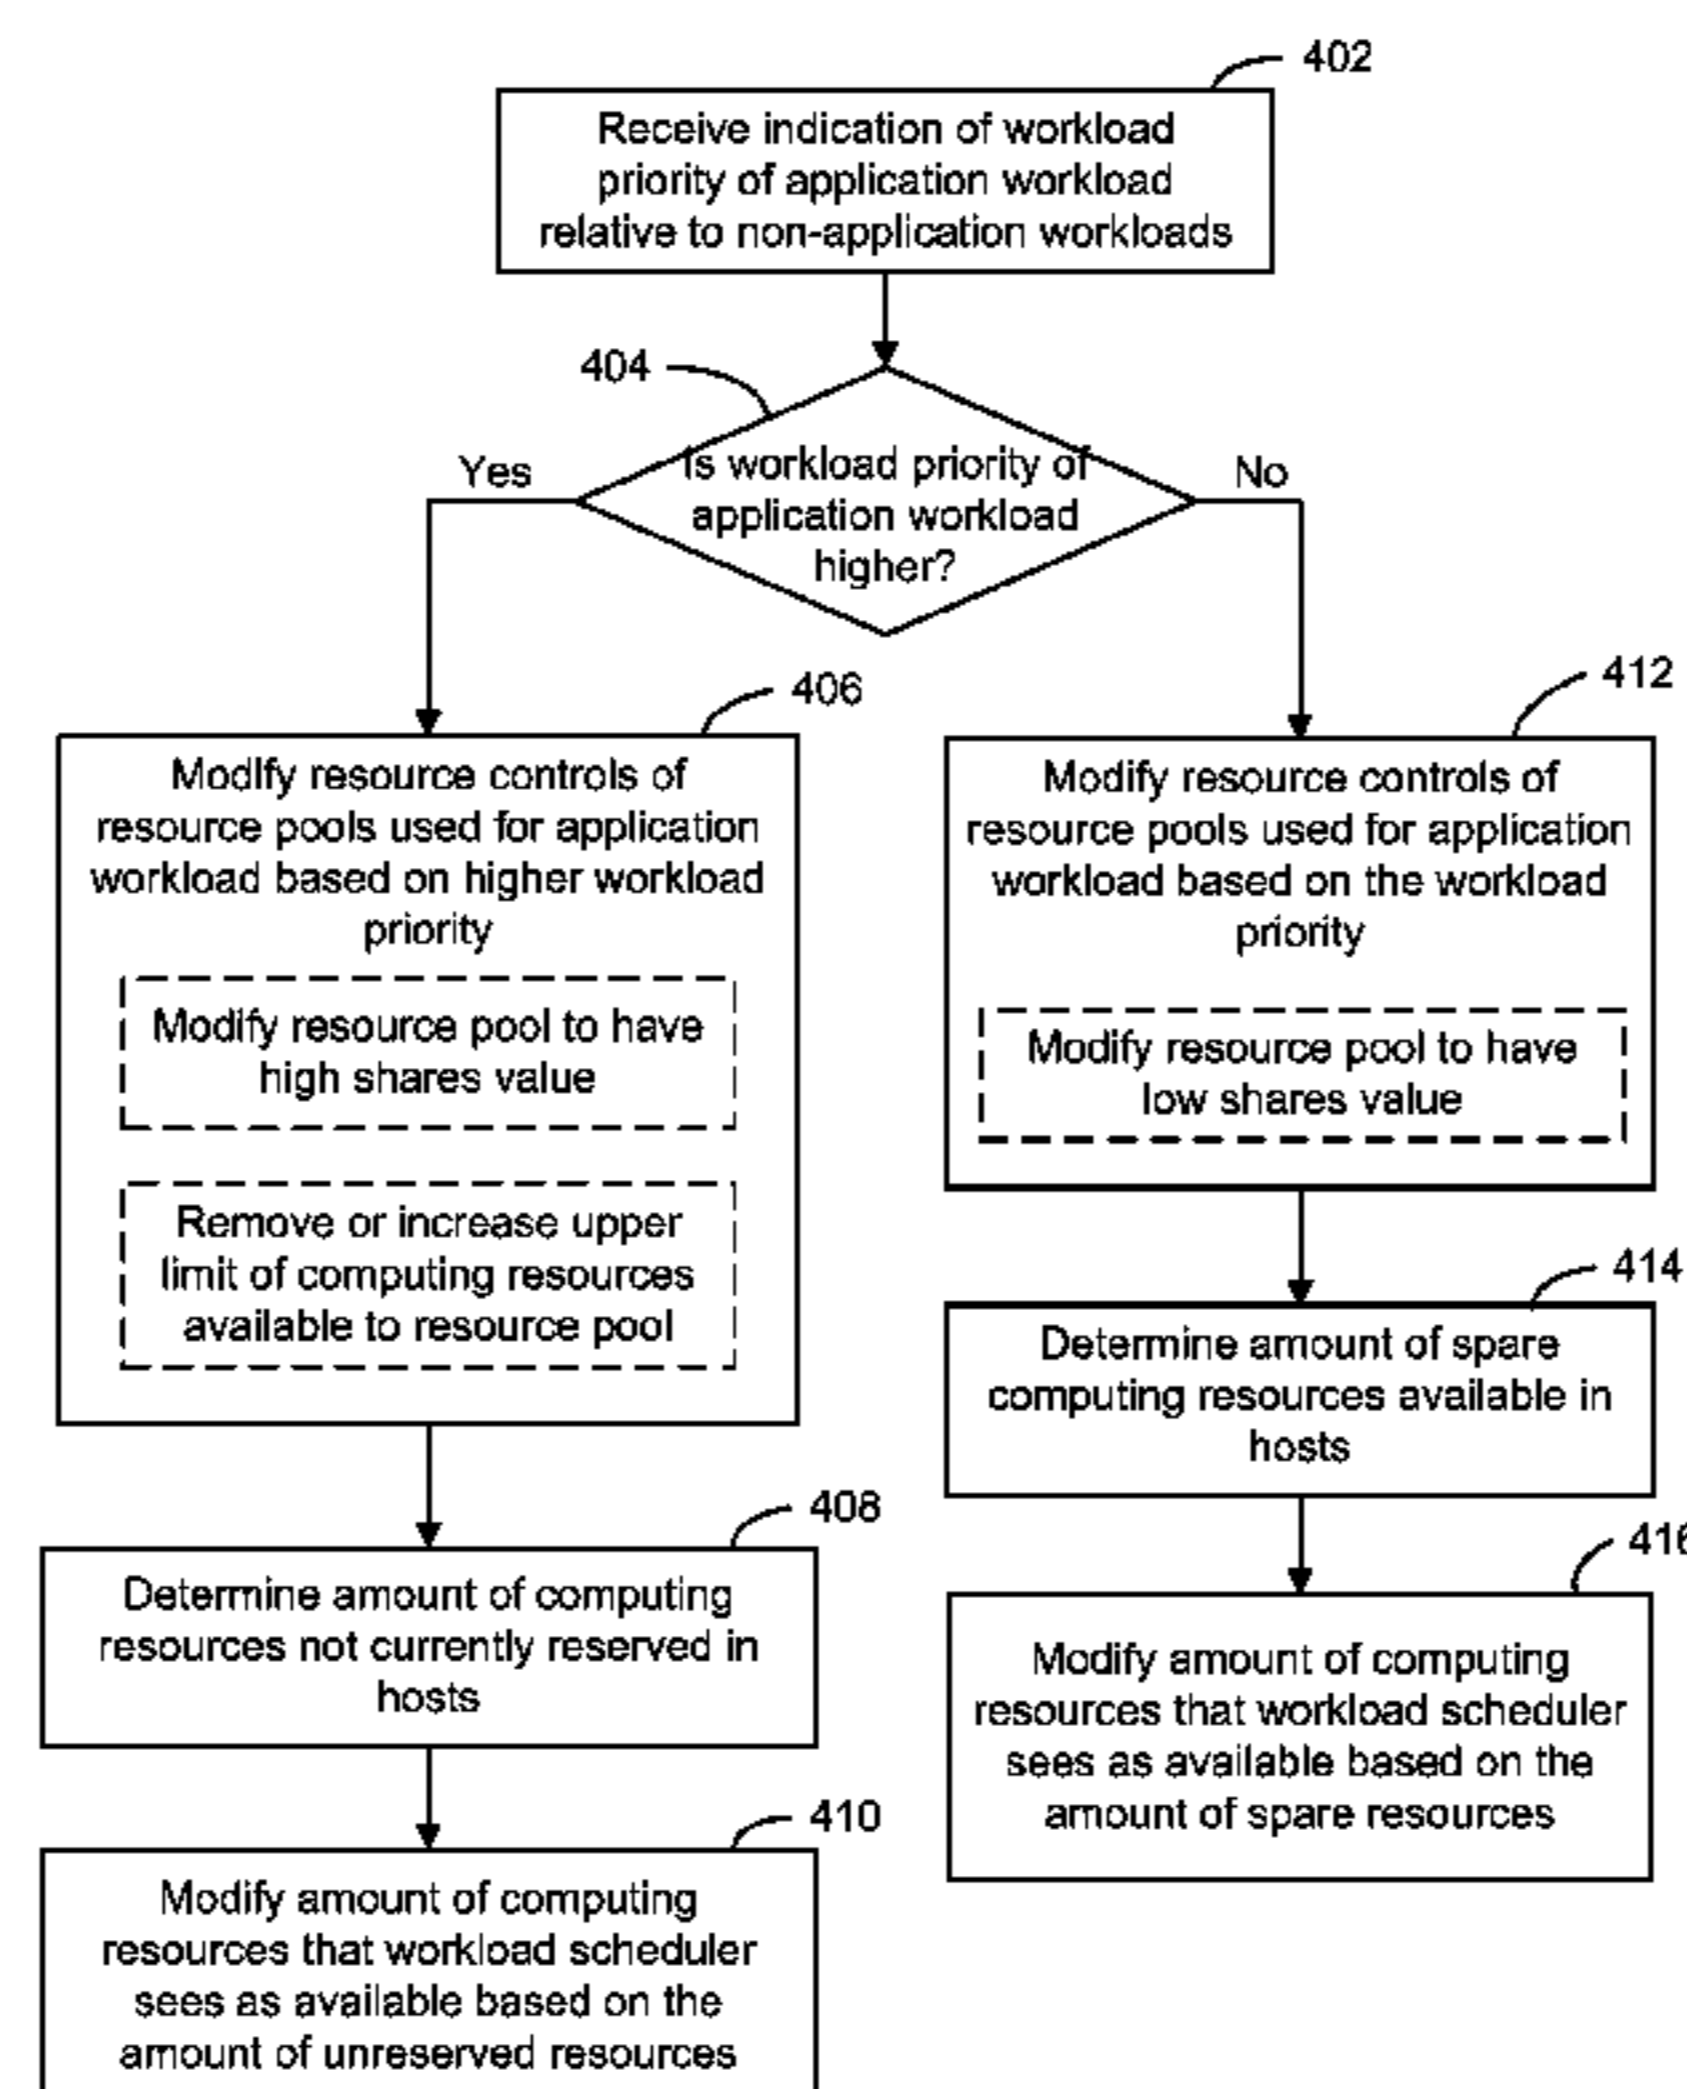 402
Receive indication of workload
priority of application workload
relative to non-application workloads
404
Yes
No
Is workload priority of
application workload
higher?
406
Modify resource controls of
resource pools used for application
workload based on higher workload
priority
Modify resource pool to have
high shares value
Remove or increase upper
limit of computing resources
available to resource pool
408
Determine amount of computing
resources not currently reserved in
hosts
410
Modify amount of computing
resources that workload scheduler
sees as available based on the
amount of unreserved resources
412
Modify resource controls of
resource pools used for application
workload based on the workload
priority
Modify resource pool to have
low shares value
414
Determine amount of spare
computing resources available in
hosts
416
Modify amount of computing
resources that workload scheduler
sees as available based on the
amount of spare resources